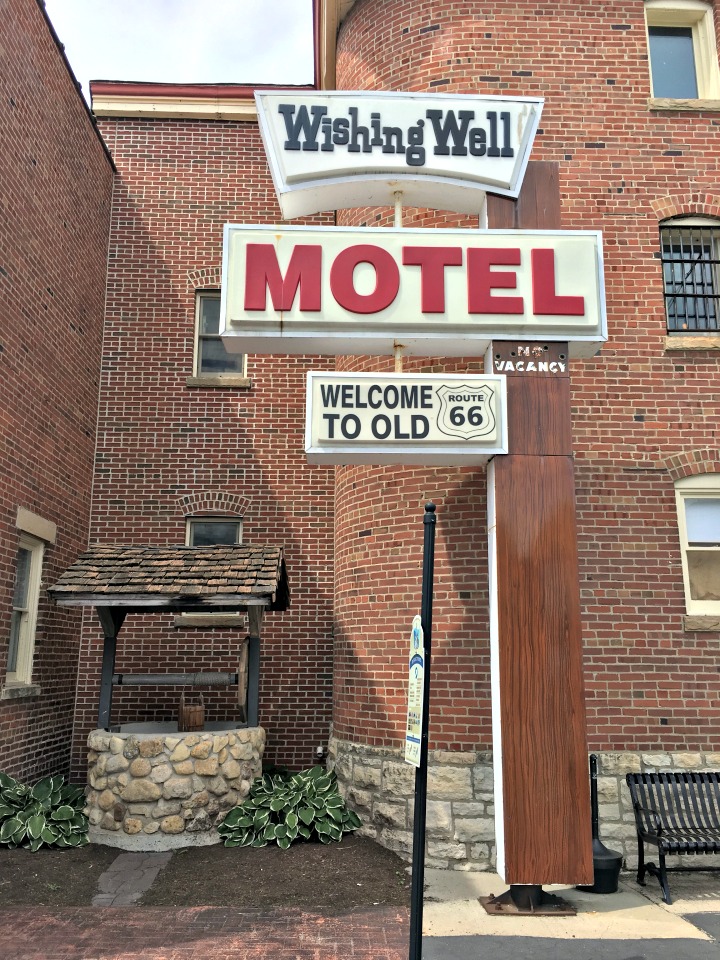 Wishing Well
MOTEL
NO
VACANCY
WELCOME
TO OLD
ROUTE
66